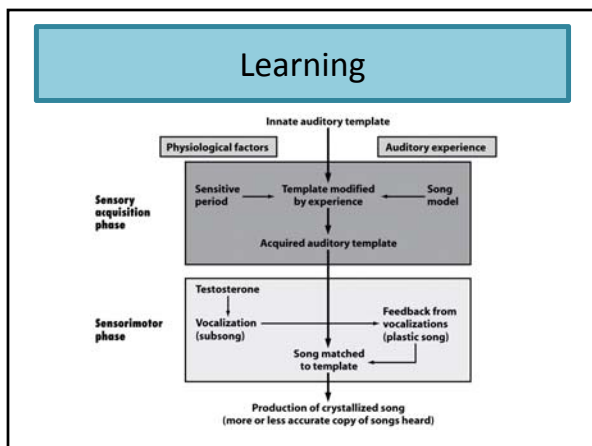 Learning
Innate auditory template
Physiological factors
Auditory experience
Sensory
acquisition
phase
Sensitive
period
Template modified
by experience
Song
model
Acquired auditory template
Sensorimotor
phase
Testosterone
Vocalization
(subsong)
Feedback from
vocalizations
(plastic song)
Song matched
to template
Production of crystallized song
(more or less accurate copy of songs heard)